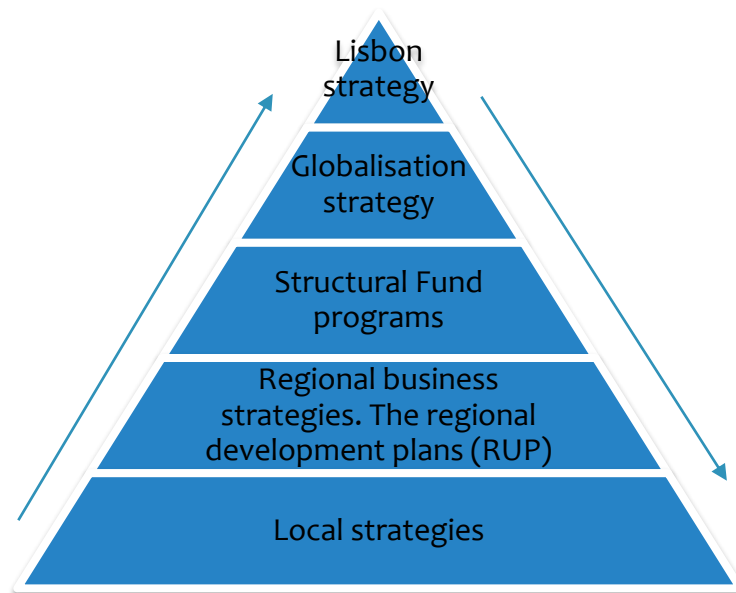 Lisbon
strategy
Globalisation
strategy
Structural Fund
programs
Regional business
strategies. The regional
development plans (RUP)
Local strategies